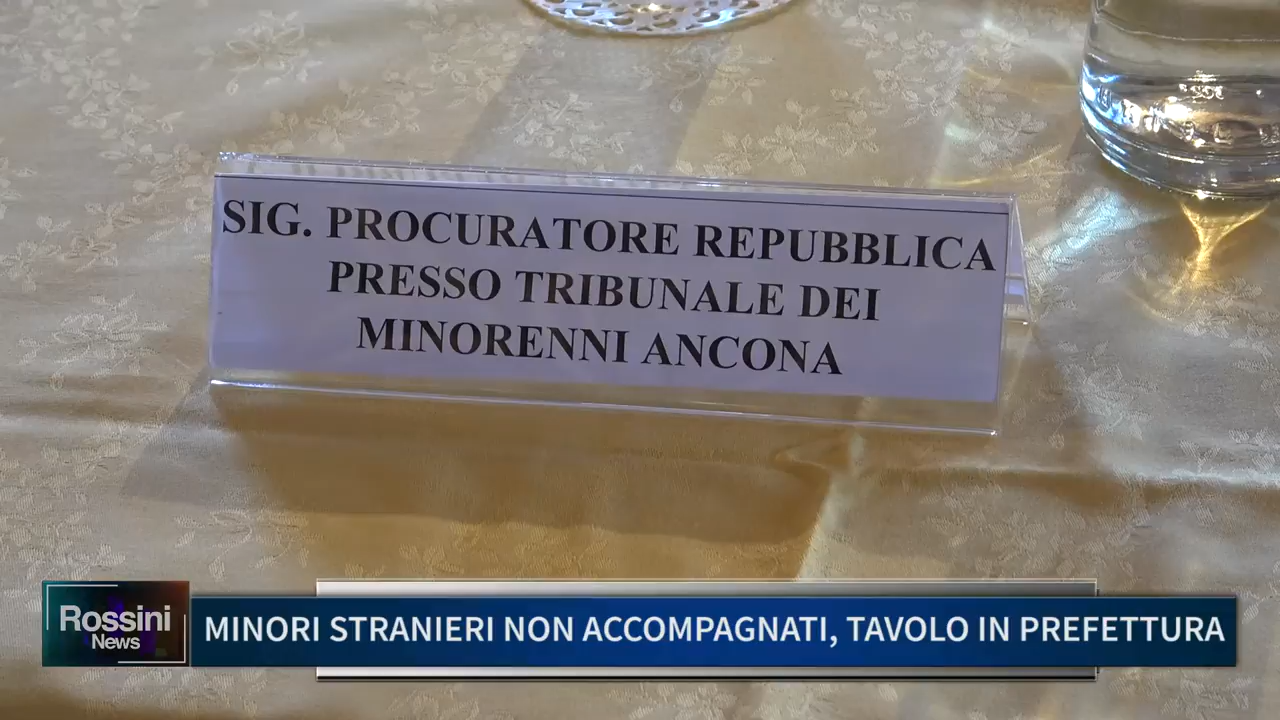 SIG. PROCURATORE REPUBBLICA
PRESSO TRIBUNALE DEI
MINORENNI ANCONA
Rossini
News
MINORI STRANIERI NON ACCOMPAGNATI, TAVOLO IN PREFETTURA